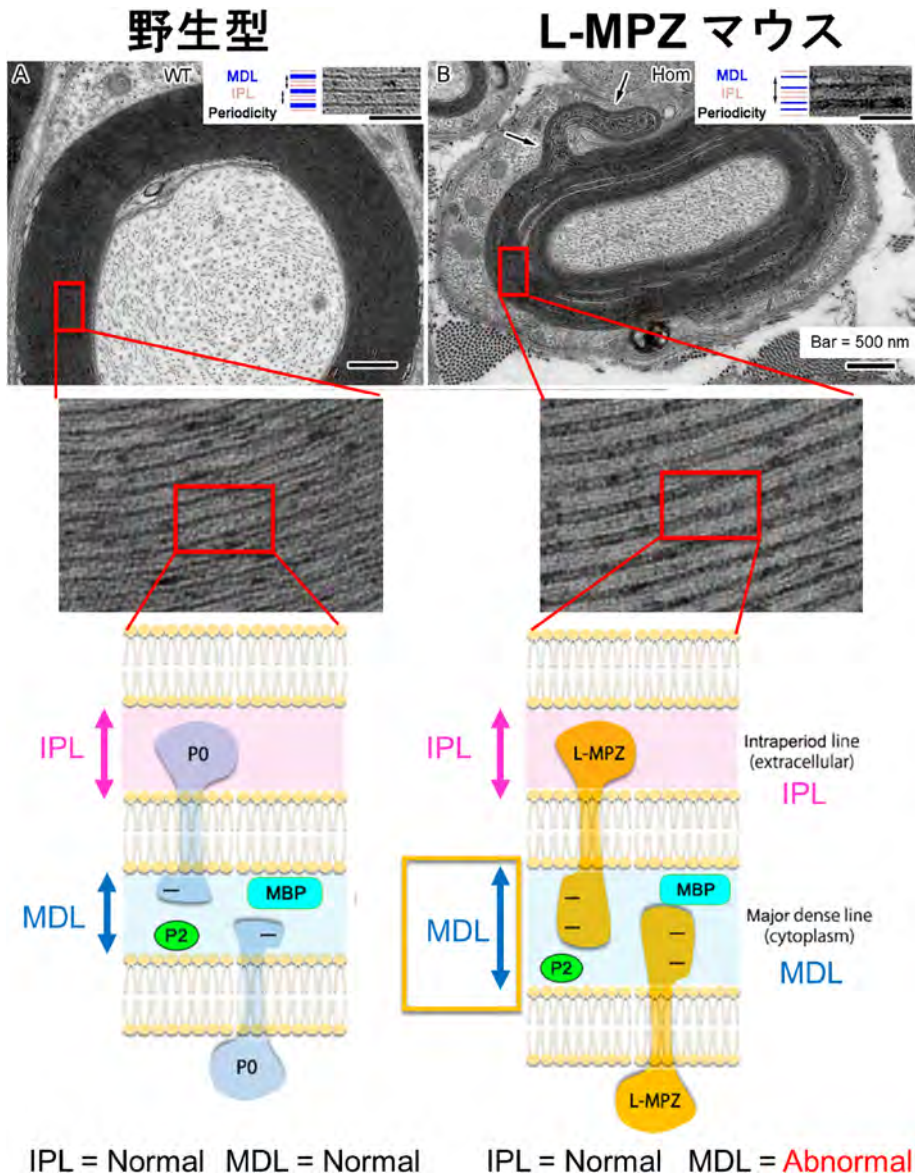 野生型 L-MPZ マウス
A WT MDL IPL Periodicity
B Hom MDL IPL Periodicity
Bar = 500 nm
IPL P0
IPL L-MPZ Intraperiod line
(extracellular)
IPL
MDL − MBP
P2 −
MDL − MBP
− −
P2 −
Major dense line
(cytoplasm)
MDL
P0
L-MPZ
IPL = Normal MDL = Normal
IPL = Normal MDL = Abnormal